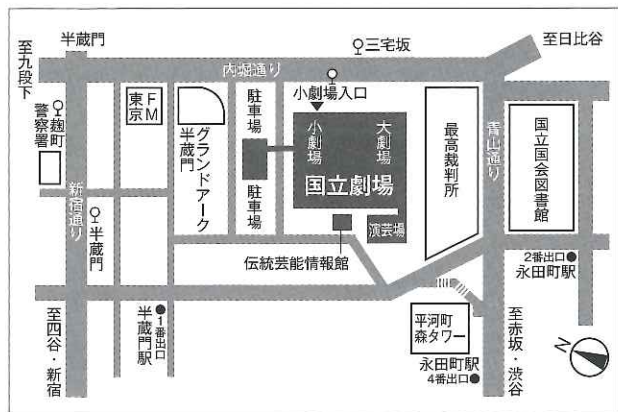 至九段下
半蔵門
三宅坂
至日比谷
内堀通り
小劇場入口
FM
東京
麹町
警察署
新宿通り
半蔵門
グランドアーク
半蔵門
駐車場
駐車場
小劇場
大劇場
国立劇場
演芸場
伝統芸能情報館
最高裁判所
青山通り
国立国会図書館
2番出口
永田町駅
平河町
森タワー
永田町駅
4番出口
至赤坂・渋谷
至四谷・新宿
1番出口
半蔵門駅
N